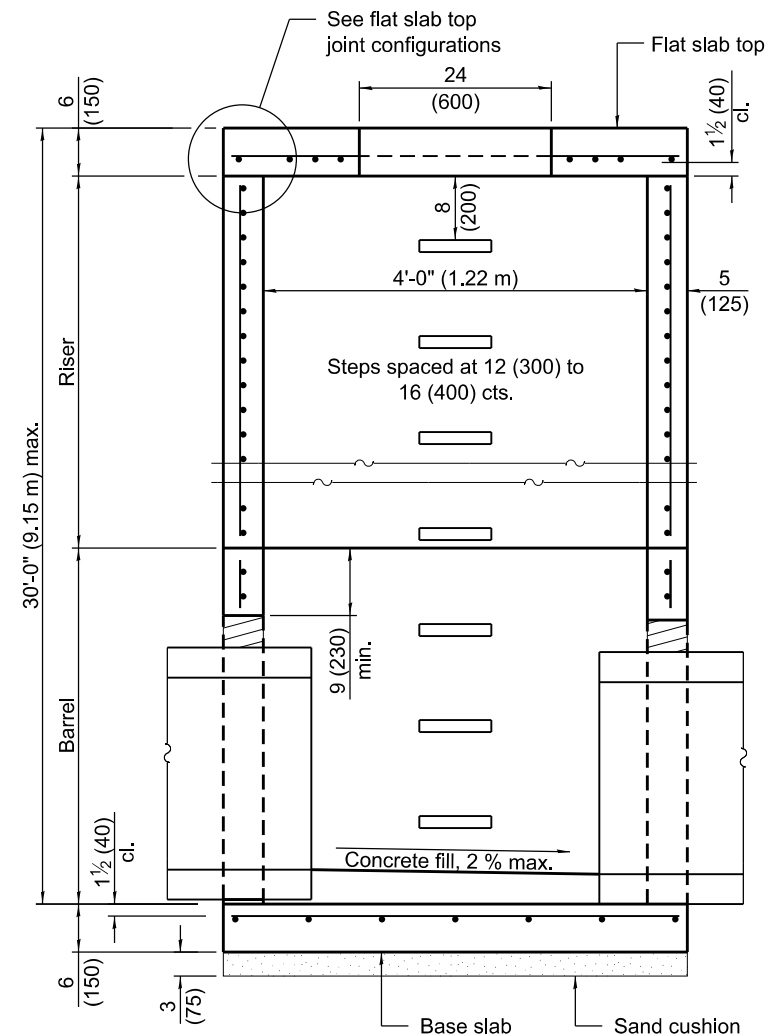 See flat slab top
joint configurations
Flat slab top
24
(600)
6
(150)
1½ (40)
cl.
8
(200)
4'-0" (1.22 m)
5
(125)
Steps spaced at 12 (300) to
16 (400) cts.
Riser
30'-0" (9.15 m) max.
9 (230)
min.
Barrel
1½ (40)
cl.
Concrete fill, 2 % max.
6
(150)
3
(75)
Base slab
Sand cushion